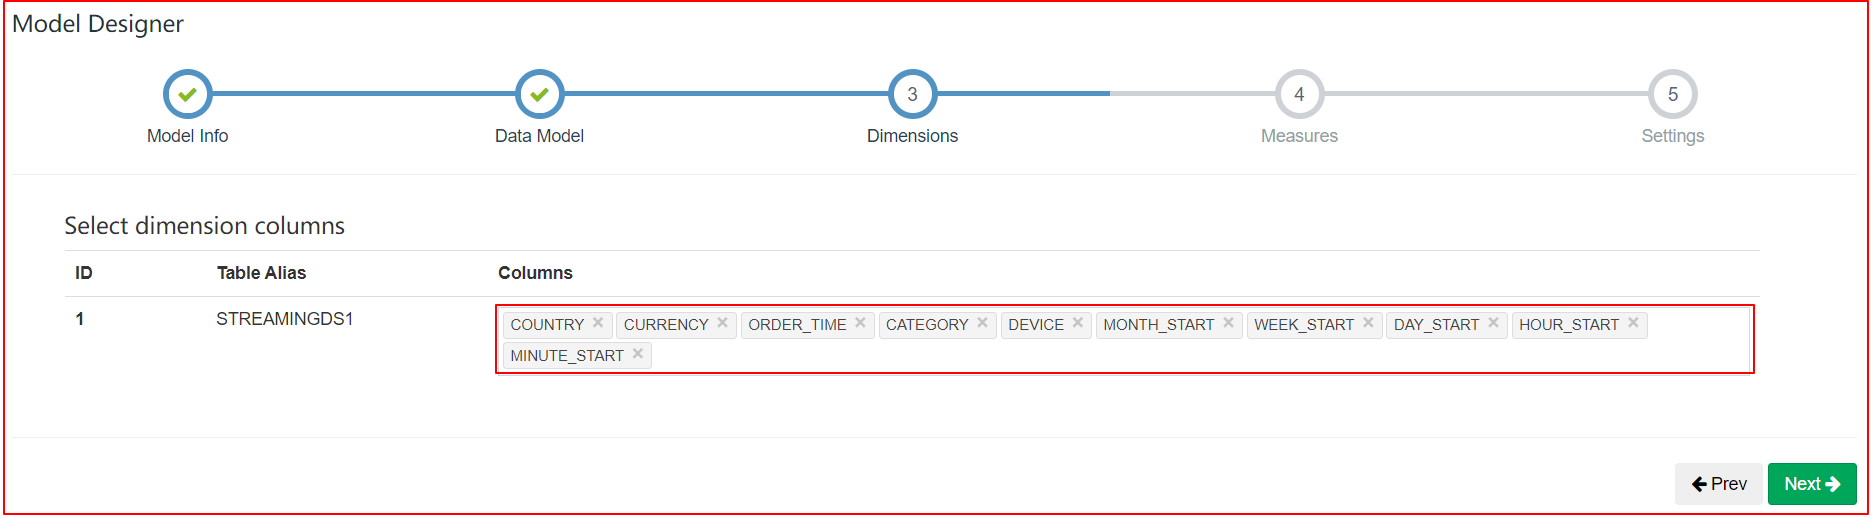 Model Designer
3 4 5
Model Info Data Model Dimensions Measures Settings
Select dimension columns
ID Table Alias Columns
1 STREAMINGDS1 COUNTRY × CURRENCY × ORDER_TIME × CATEGORY × DEVICE × MONTH_START × WEEK_START × DAY_START × HOUR_START ×
MINUTE_START ×
Prev Next